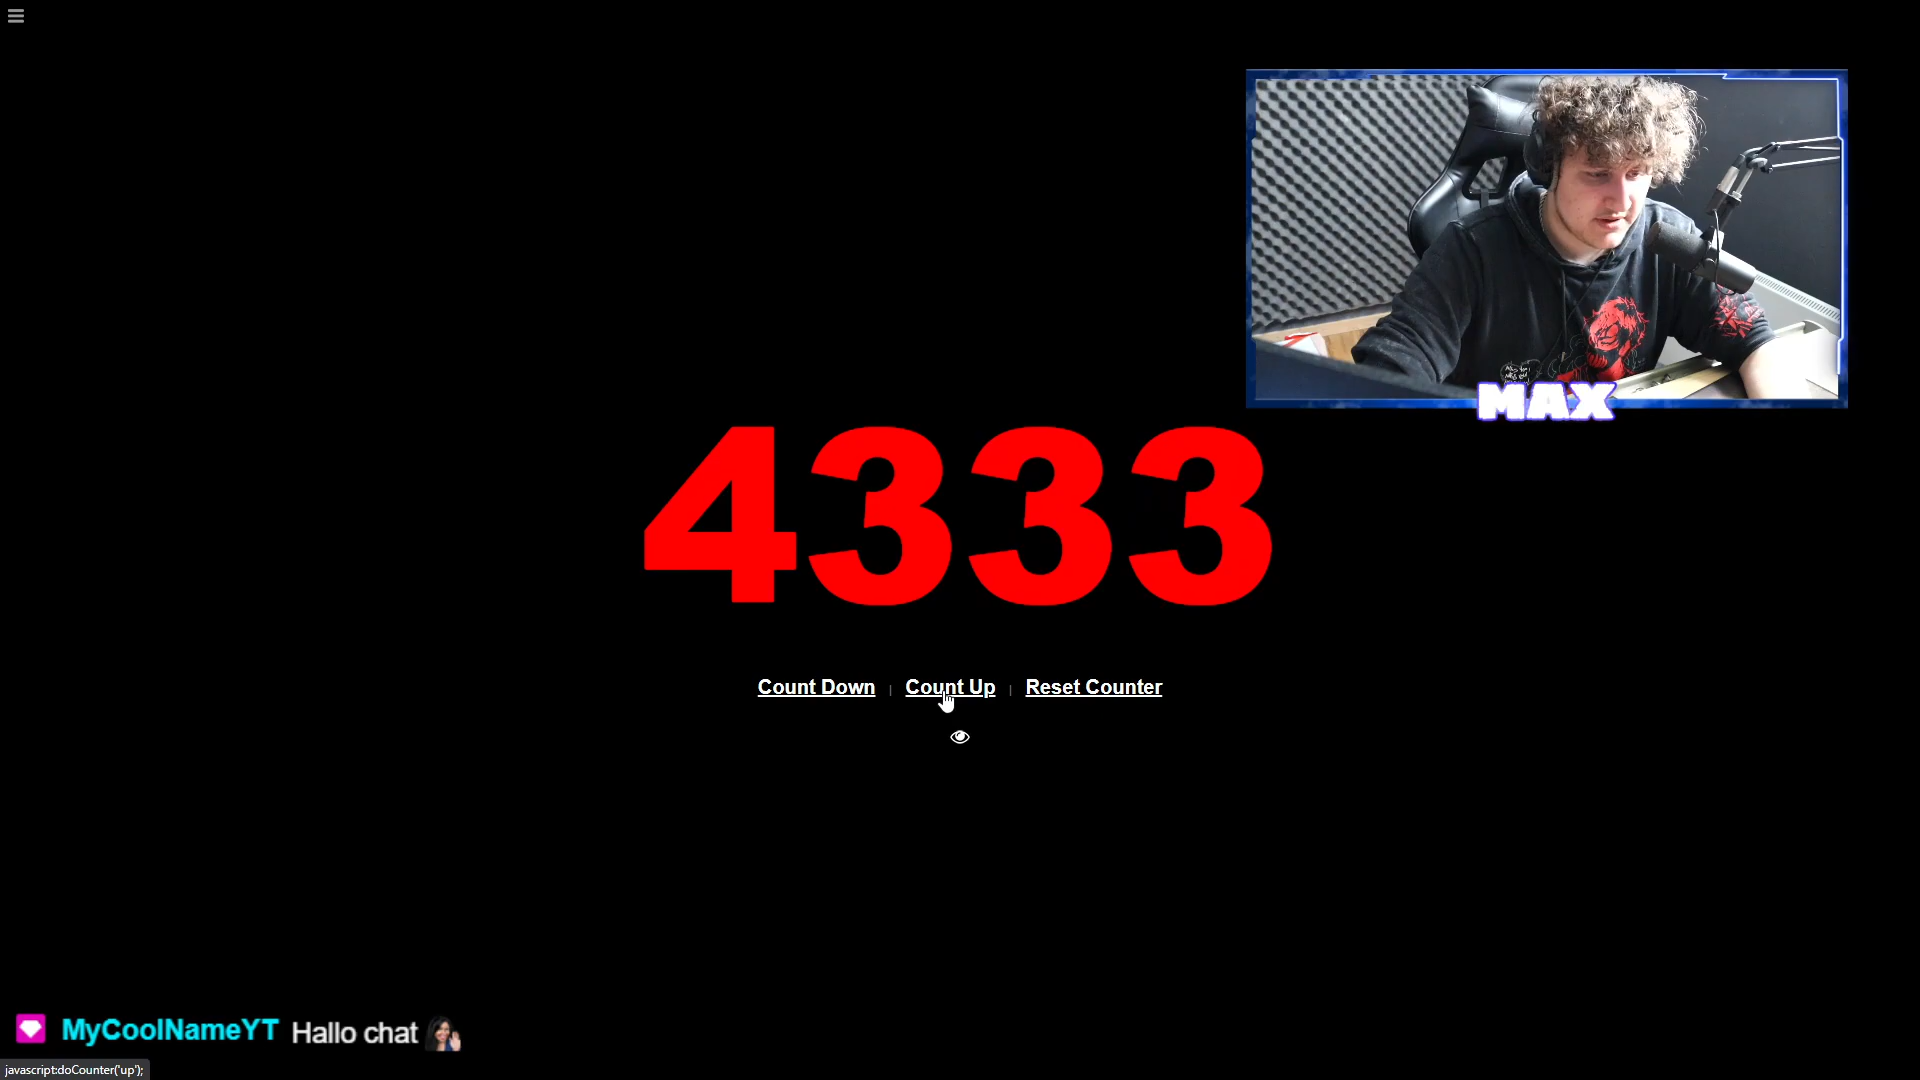 MAX
4333
Count Down | Count Up | Reset Counter
MyCoolNameYT Hallo chat
javascript:doCounter('up');